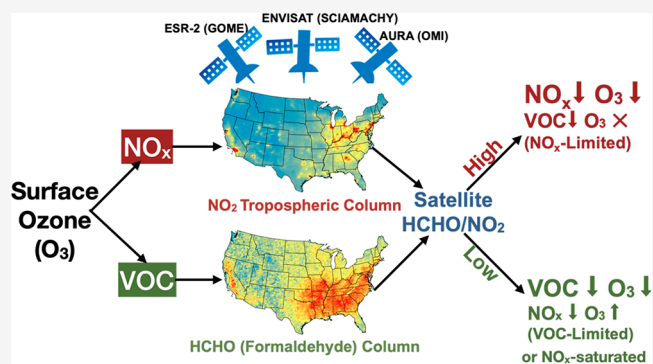 ENVISAT (SCIAMACHY)
ESR-2 (GOME)
AURA (OMI)
Surface
Ozone
(O₃)
NOₓ
VOC
NO₂ Tropospheric Column
HCHO (Formaldehyde) Column
Satellite
HCHO/NO₂
High
Low
NOₓ⬇ O₃⬇
VOC⬇ O₃ ✕
(NOₓ-Limited)
VOC ⬇ O₃ ⬇
NOₓ ⬇ O₃ ⬆
(VOC-Limited)
or NOₓ-saturated